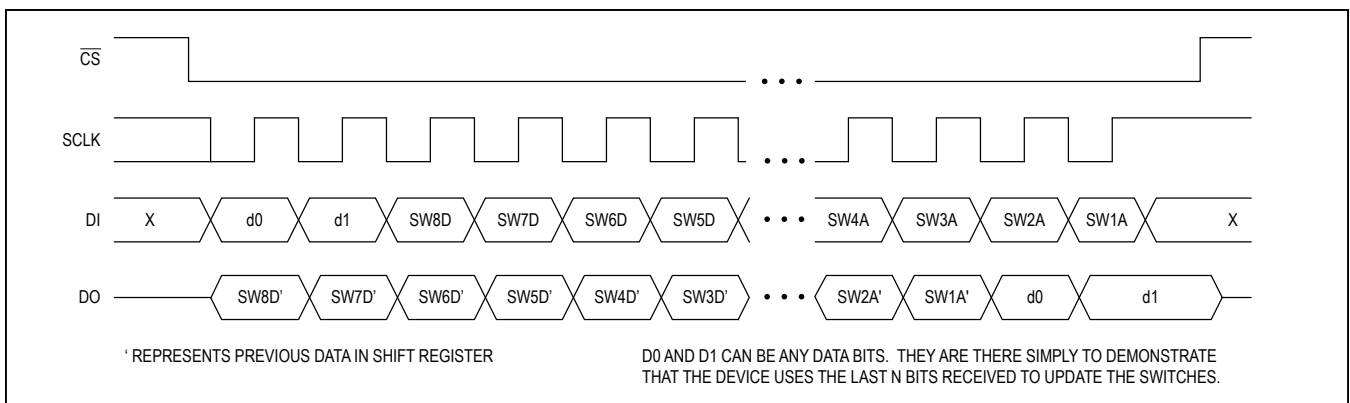 CS
SCLK
DI X d0 d1 SW8D SW7D SW6D SW5D • • • SW4A SW3A SW2A SW1A X
DO SW8D' SW7D' SW6D' SW5D' SW4D' SW3D' • • • SW2A' SW1A' d0 d1
' REPRESENTS PREVIOUS DATA IN SHIFT REGISTER
D0 AND D1 CAN BE ANY DATA BITS. THEY ARE THERE SIMPLY TO DEMONSTRATE
THAT THE DEVICE USES THE LAST N BITS RECEIVED TO UPDATE THE SWITCHES.